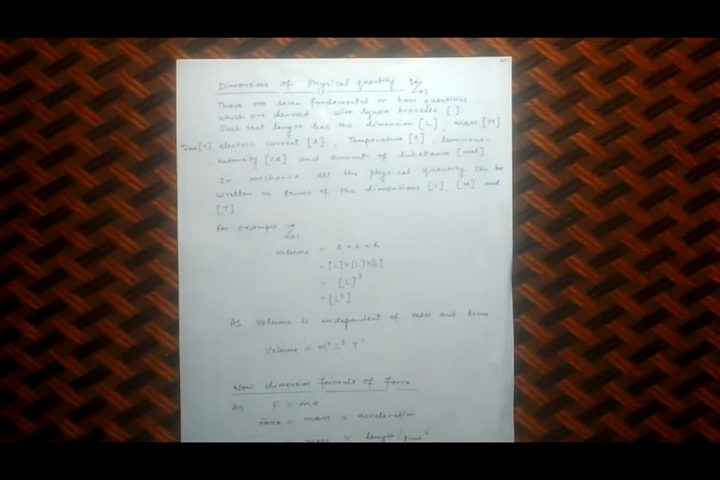 Dimensions of Physical quantity :-
There are seven fundamental or base quantities
which are denoted with square brackets [ ]
Such that length has the dimension [L], mass [M]
Time [T] electric current [A], Temperature [K], luminous
intensity [cd] and amount of substance [mol]
In mechanics all the physical quantity can be
written in terms of the dimensions [L], [M] and
[T]
For example :-
volume = l × b × h
= [L]×[L]×[L]
= [L]³
= [L³]
As volume is independent of mass and time
Volume = M° L³ T°
Now dimension formula of force
As F = ma
Force = mass × acceleration
= mass × length/time²